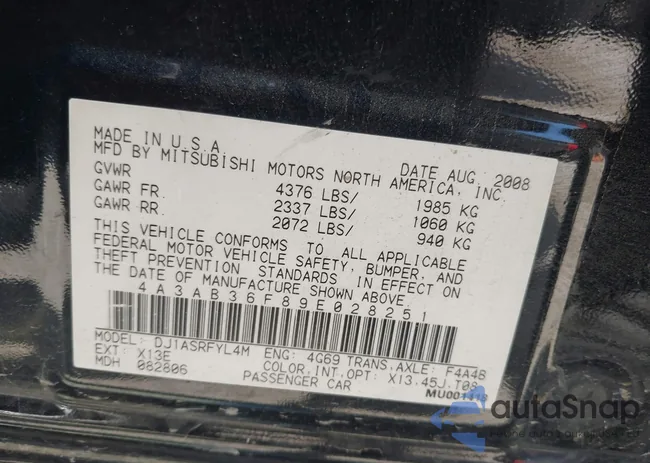 MADE IN U.S.A. DATE AUG. 2008
MFD BY MITSUBISHI MOTORS NORTH AMERICA, INC.
GVWR 4376 LBS/ 1985 KG
GAWR FR. 2337 LBS/ 1060 KG
GAWR RR. 2072 LBS/ 940 KG
THIS VEHICLE CONFORMS TO ALL APPLICABLE
FEDERAL MOTOR VEHICLE SAFETY, BUMPER, AND
THEFT PREVENTION STANDARDS IN EFFECT ON
THE DATE OF MANUFACTURE SHOWN ABOVE.
4A3AB36F89E028251
MODEL: DJ1ASRFYL4M ENG: 4G69 TRANS.AXLE: F4A4B
EXT: X13E COLOR,INT,OPT: X13.45J.T08
MDH 082806 PASSENGER CAR
autoSnap